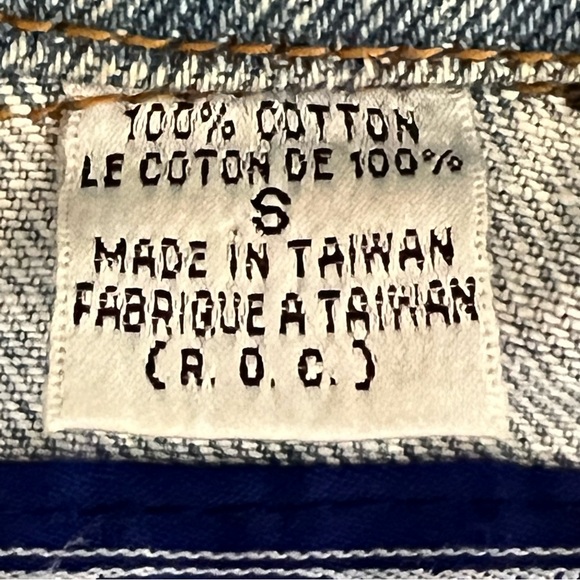 100% COTTON
LE COTON DE 100%
S
MADE IN TAIWAN
FABRIQUE A TAIWAN
(R. O. C. )